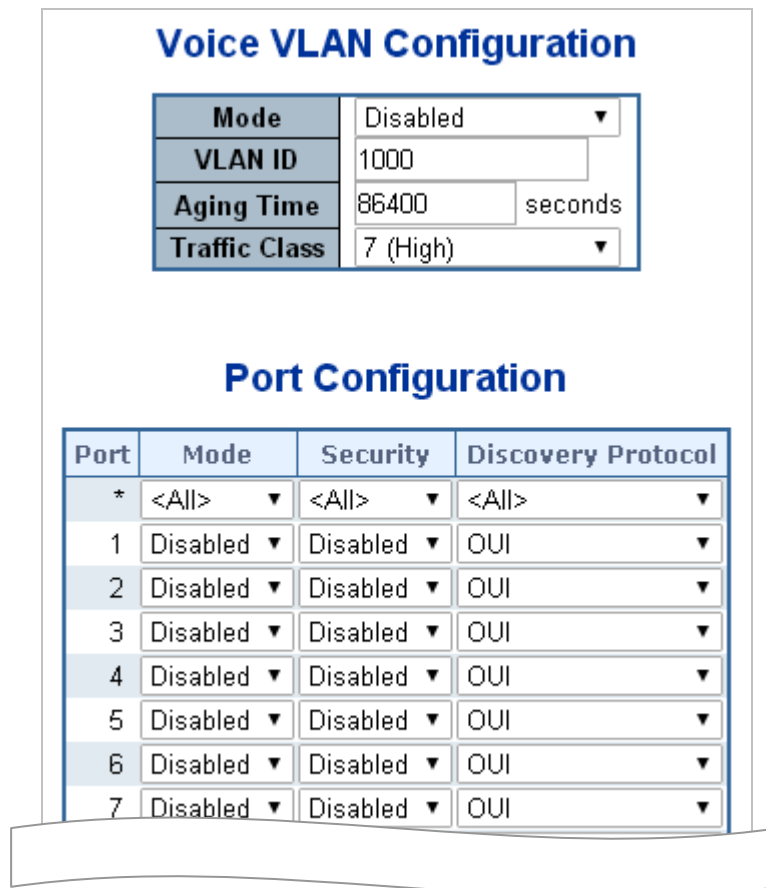 Voice VLAN Configuration
Mode Disabled
VLAN ID 1000
Aging Time 86400 seconds
Traffic Class 7 (High)
Port Configuration
Port Mode Security Discovery Protocol
* <All> <All> <All>
1 Disabled Disabled OUI
2 Disabled Disabled OUI
3 Disabled Disabled OUI
4 Disabled Disabled OUI
5 Disabled Disabled OUI
6 Disabled Disabled OUI
7 Disabled Disabled OUI